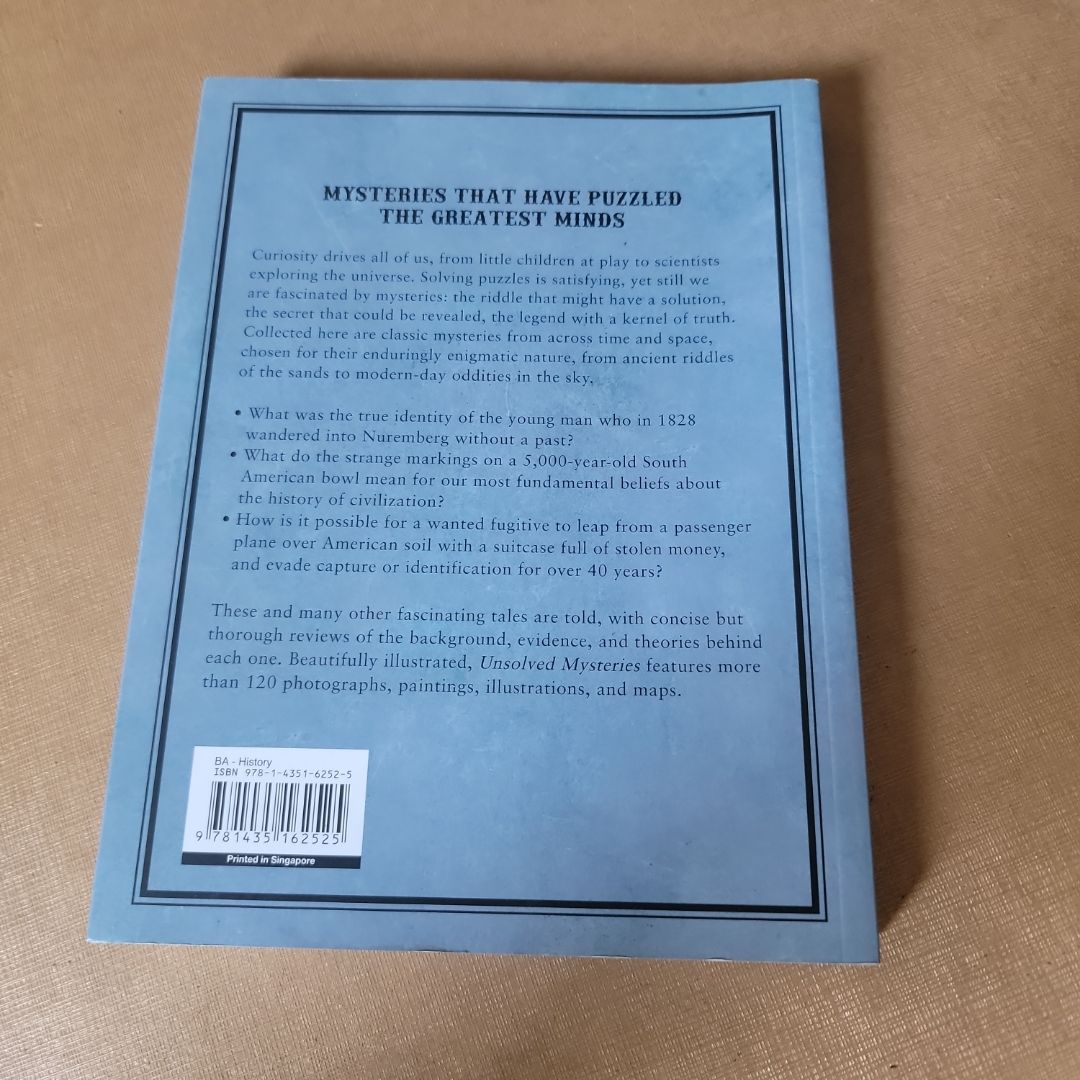 MYSTERIES THAT HAVE PUZZLED
THE GREATEST MINDS
Curiosity drives all of us, from little children at play to scientists
exploring the universe. Solving puzzles is satisfying, yet still we
are fascinated by mysteries: the riddle that might have a solution,
the secret that could be revealed, the legend with a kernel of truth.
Collected here are classic mysteries from across time and space,
chosen for their enduringly enigmatic nature, from ancient riddles
of the sands to modern-day oddities in the sky.
• What was the true identity of the young man who in 1828
wandered into Nuremberg without a past?
• What do the strange markings on a 5,000-year-old South
American bowl mean for our most fundamental beliefs about
the history of civilization?
• How is it possible for a wanted fugitive to leap from a passenger
plane over American soil with a suitcase full of stolen money,
and evade capture or identification for over 40 years?
These and many other fascinating tales are told, with concise but
thorough reviews of the background, evidence, and theories behind
each one. Beautifully illustrated, Unsolved Mysteries features more
than 120 photographs, paintings, illustrations, and maps.
BA - History
ISBN 978-1-4351-6252-5
9 781435 162525
Printed in Singapore